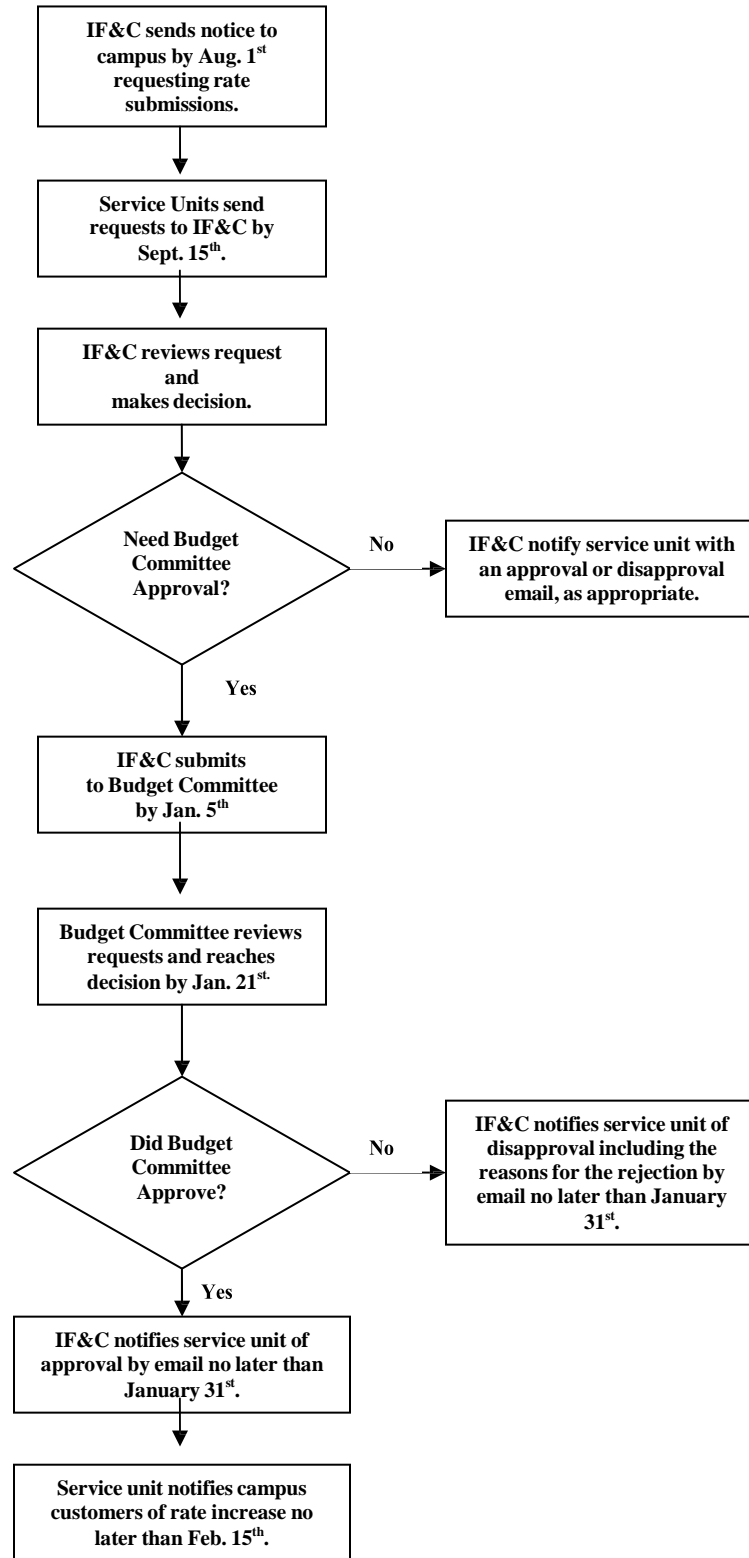 IF&C sends notice to
campus by Aug. 1st
requesting rate
submissions.
Service Units send
requests to IF&C by
Sept. 15th.
IF&C reviews request
and
makes decision.
Need Budget
Committee
Approval?
No
IF&C notify service unit with
an approval or disapproval
email, as appropriate.
Yes
IF&C submits
to Budget Committee
by Jan. 5th
Budget Committee reviews
requests and reaches
decision by Jan. 21st.
Did Budget
Committee
Approve?
No
IF&C notifies service unit of
disapproval including the
reasons for the rejection by
email no later than January
31st.
Yes
IF&C notifies service unit of
approval by email no later than
January 31st.
Service unit notifies campus
customers of rate increase no
later than Feb. 15th.